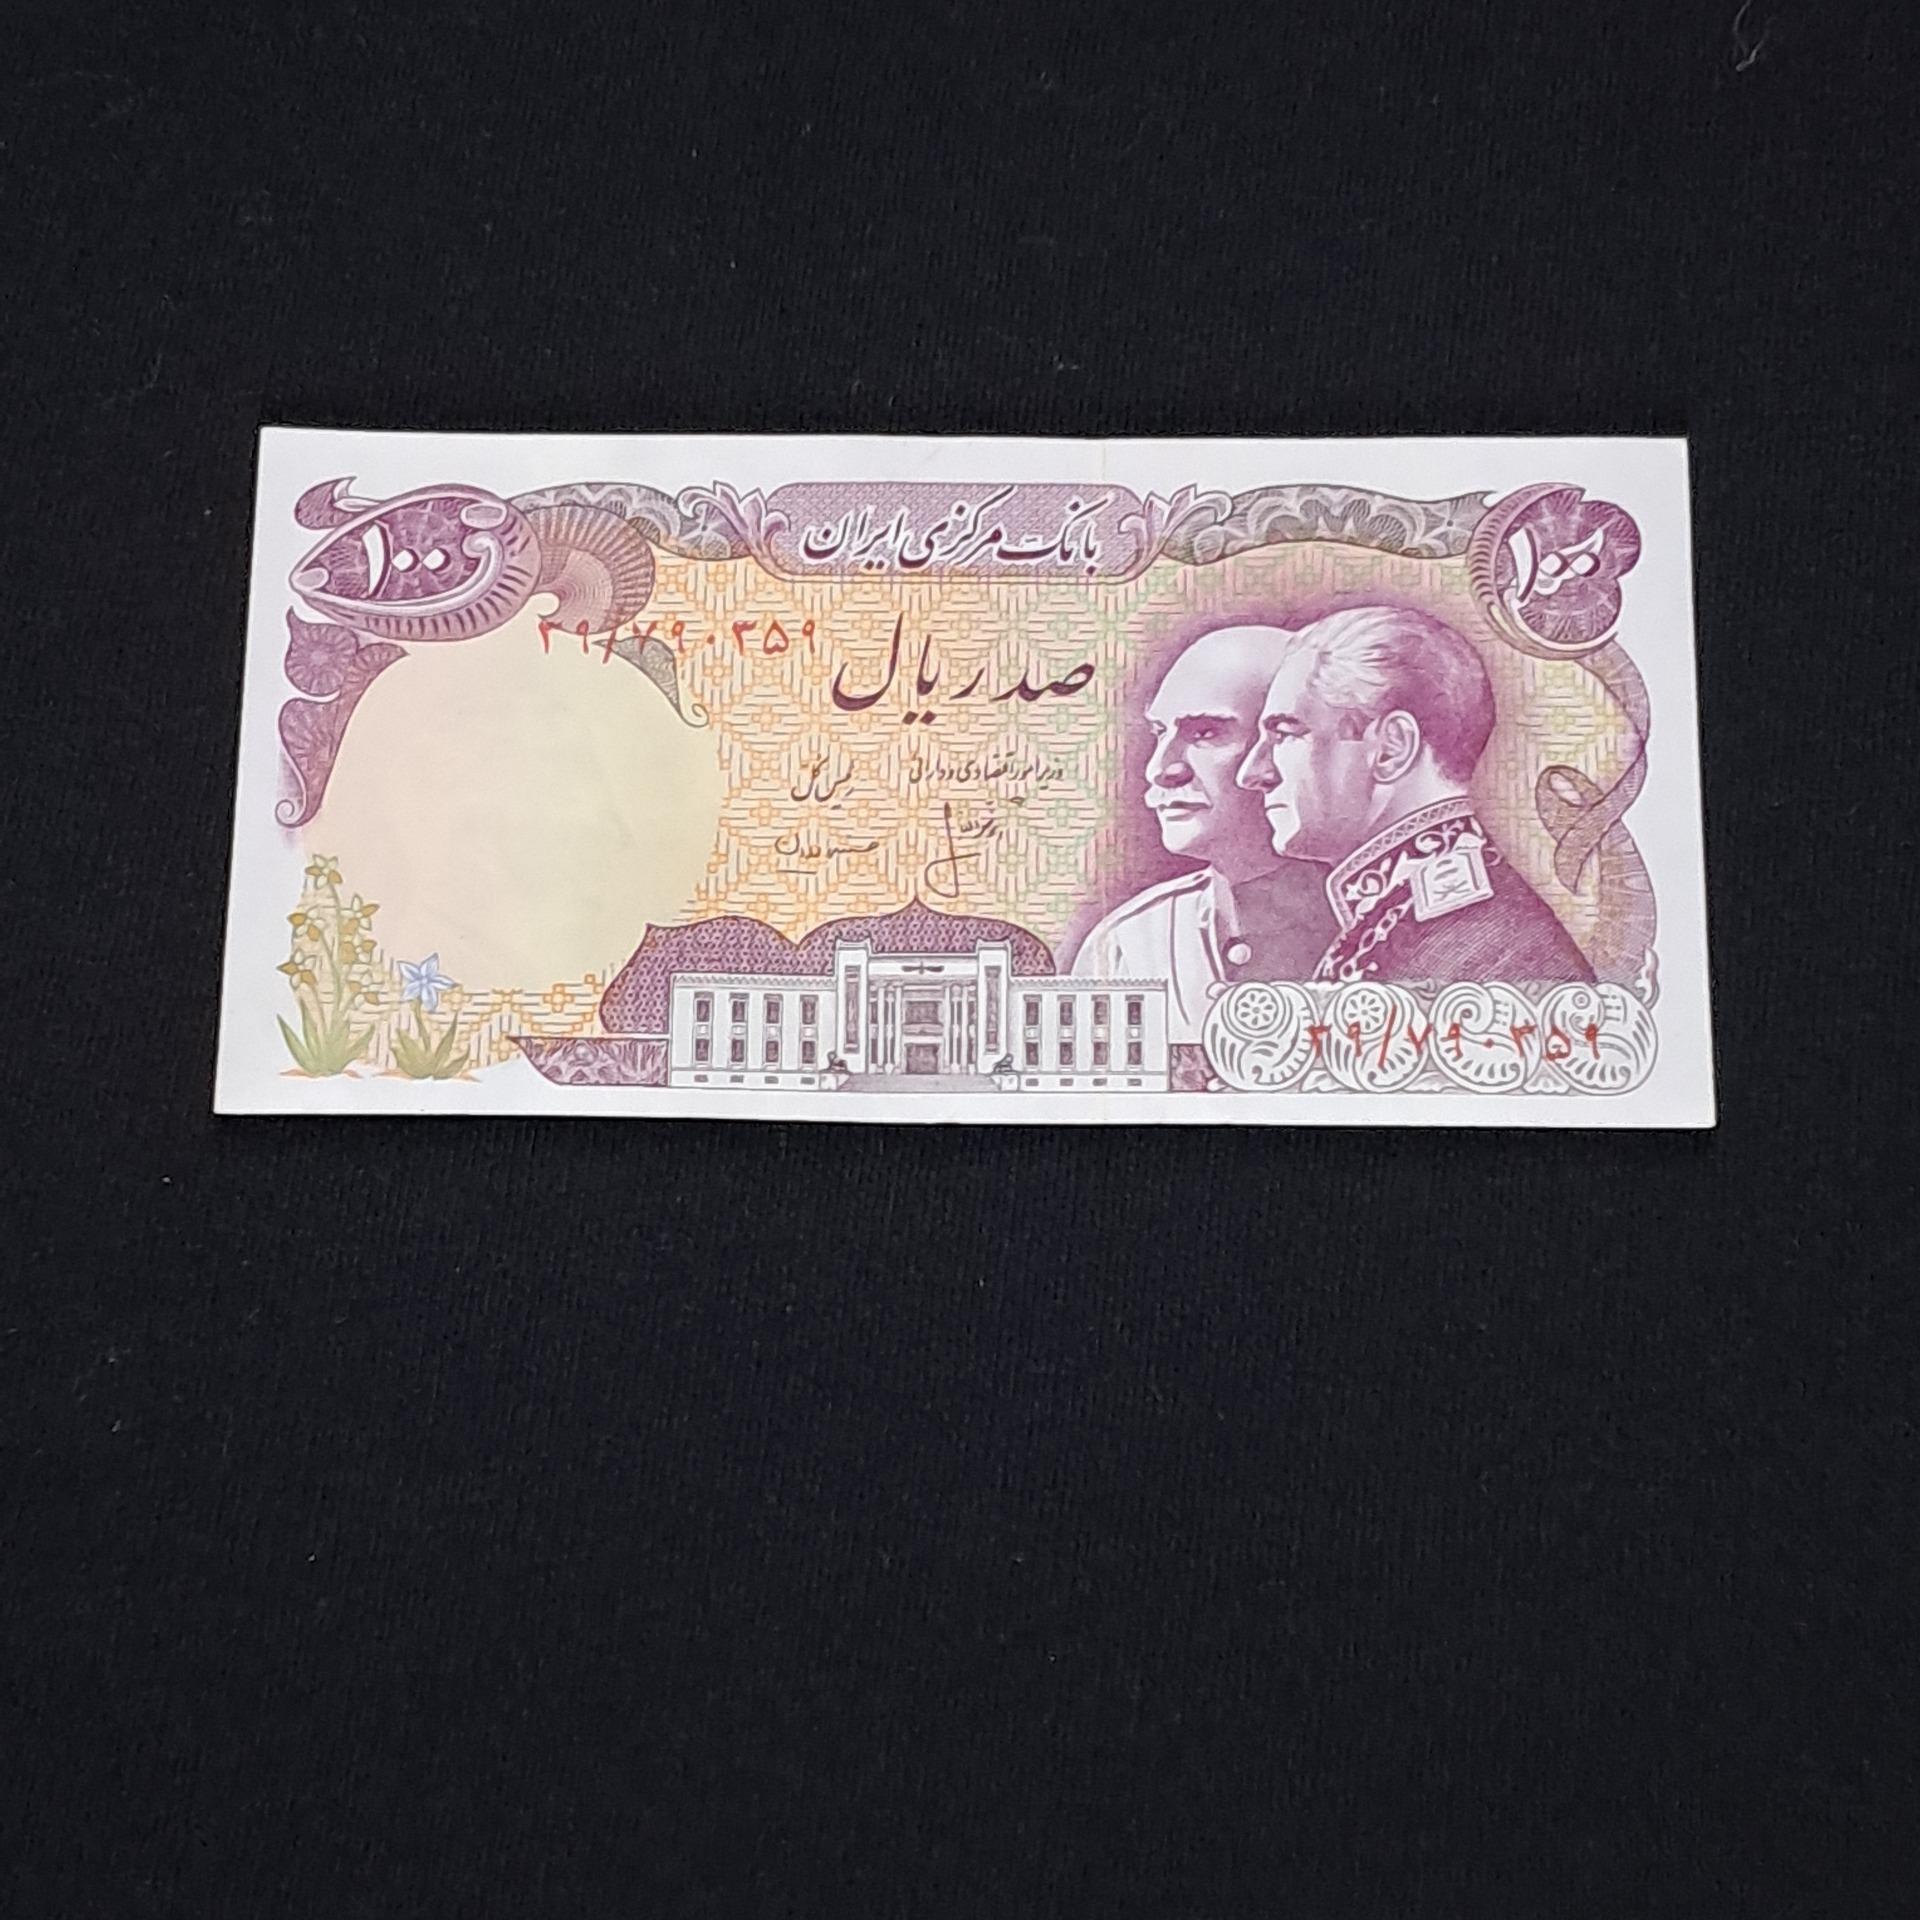 بانک مرکزی ایران
۱۰۰
۱۰۰
۳۹/۷۹۰۳۵۹
صد ریال
وزیر امور اقتصادی و دارائی
رئیس کل
۳۹/۷۹۰۳۵۹